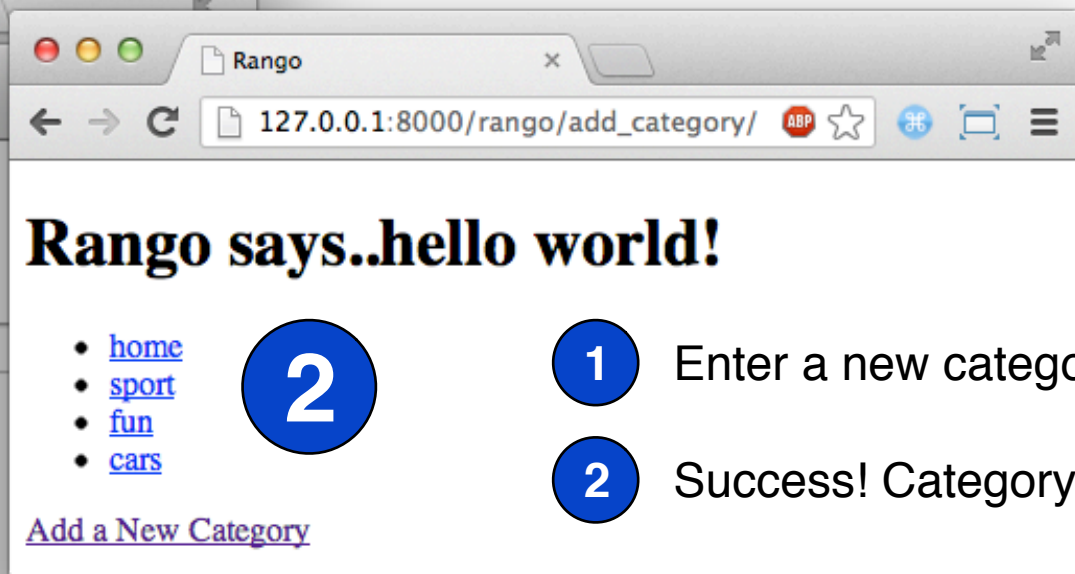 Rango
127.0.0.1:8000/rango/add_category/
ABP
Rango says..hello world!
home
sport
fun
cars
2
Add a New Category
1 Enter a new catego
2 Success! Category